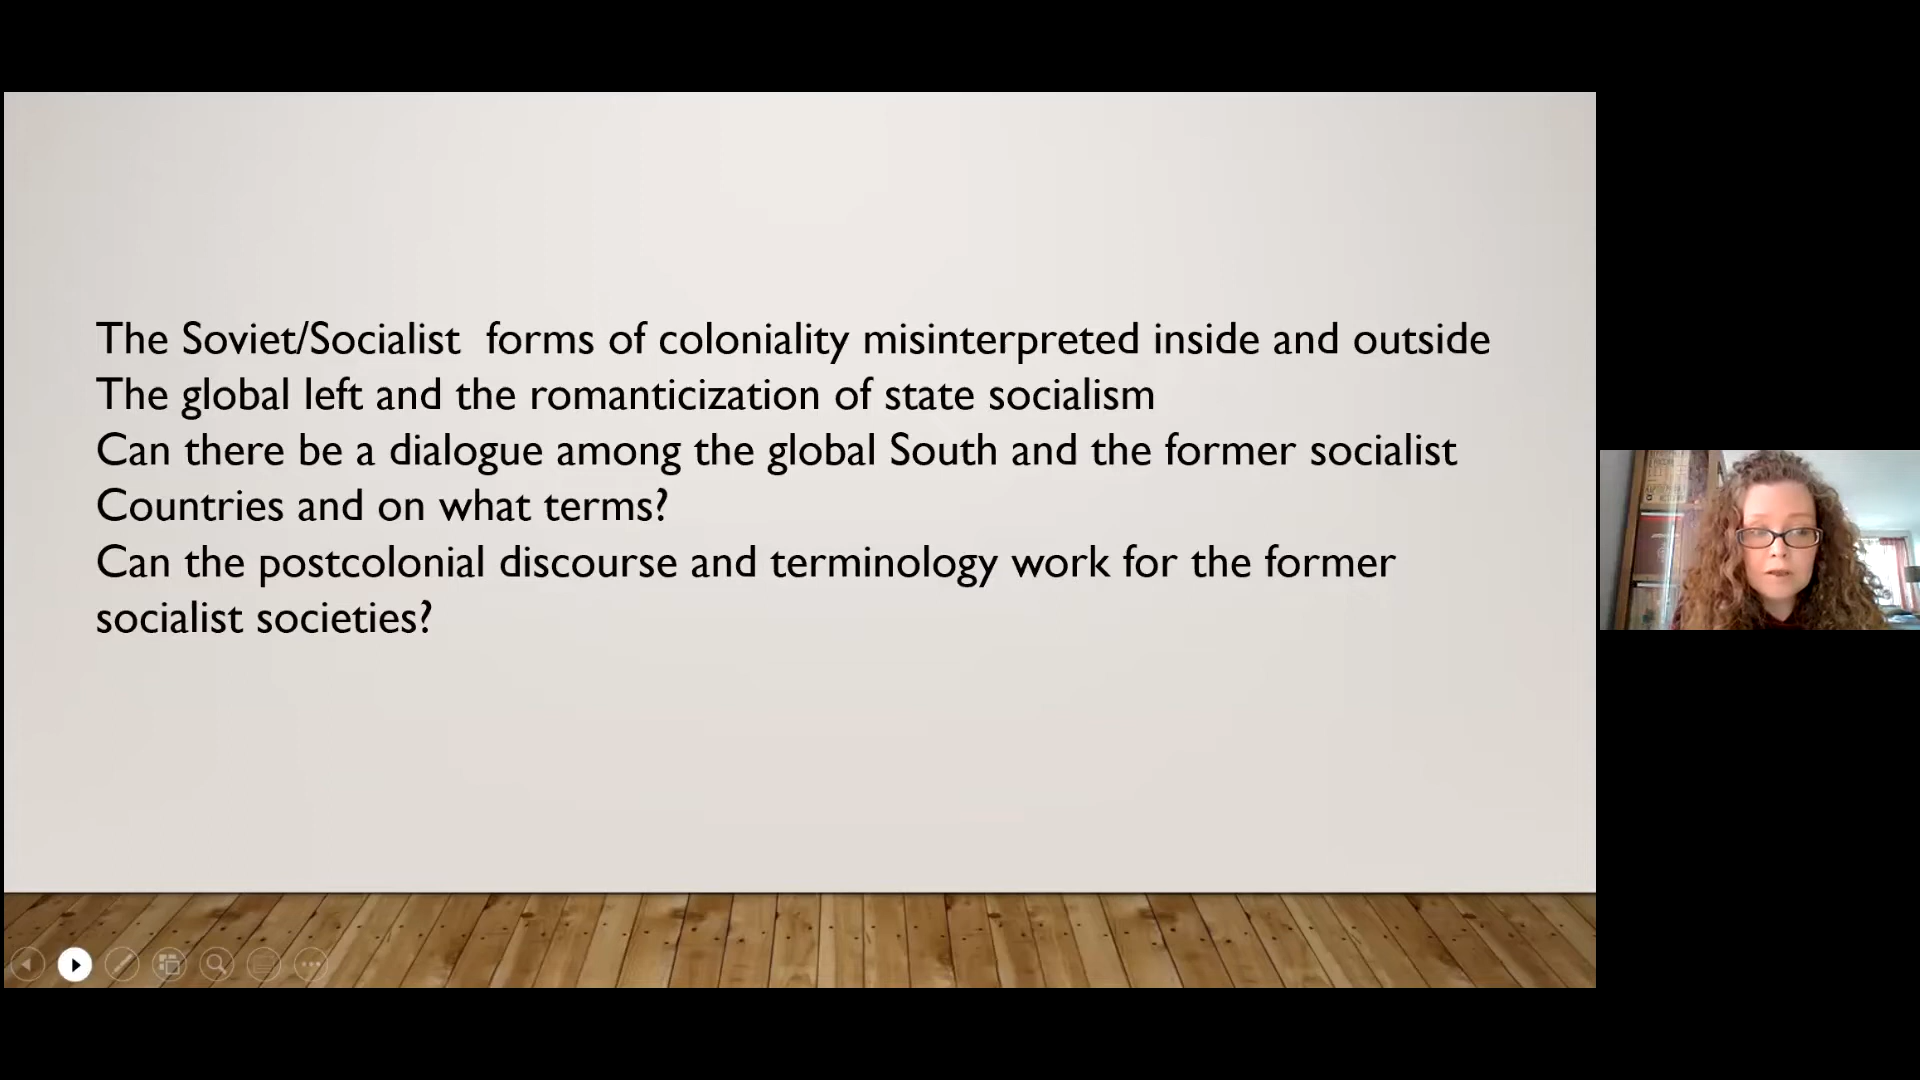 The Soviet/Socialist  forms of coloniality misinterpreted inside and outside
The global left and the romanticization of state socialism
Can there be a dialogue among the global South and the former socialist
Countries and on what terms?
Can the postcolonial discourse and terminology work for the former
socialist societies?